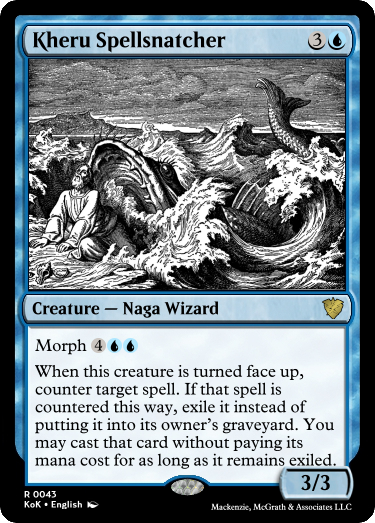 Kheru Spellsnatcher 3
Creature — Naga Wizard
Morph 4
When this creature is turned face up,
counter target spell. If that spell is
countered this way, exile it instead of
putting it into its owner's graveyard. You
may cast that card without paying its
mana cost for as long as it remains exiled.
3/3
R 0043
KoK • English
Mackenzie, McGrath & Associates LLC